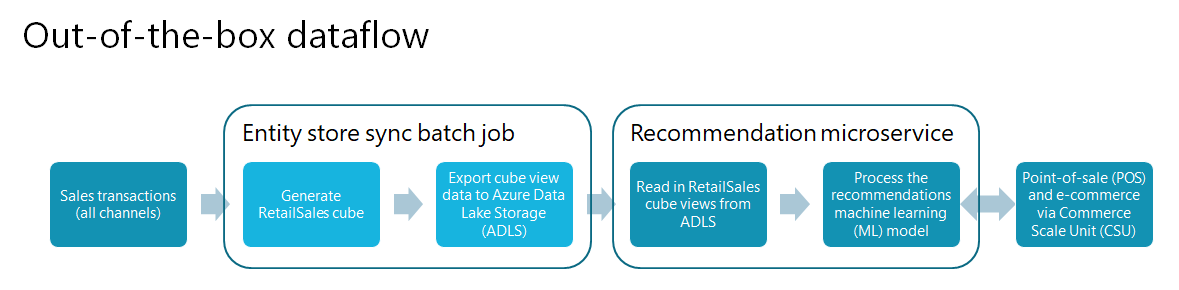 Out-of-the-box dataflow
Entity store sync batch job
Recommendation microservice
Sales transactions
(all channels)
Generate
RetailSales cube
Export cube view
data to Azure Data
Lake Storage
(ADLS)
Read in RetailSales
cube views from
ADLS
Process the
recommendations
machine learning
(ML) model
Point-of-sale (POS)
and e-commerce
via Commerce
Scale Unit (CSU)